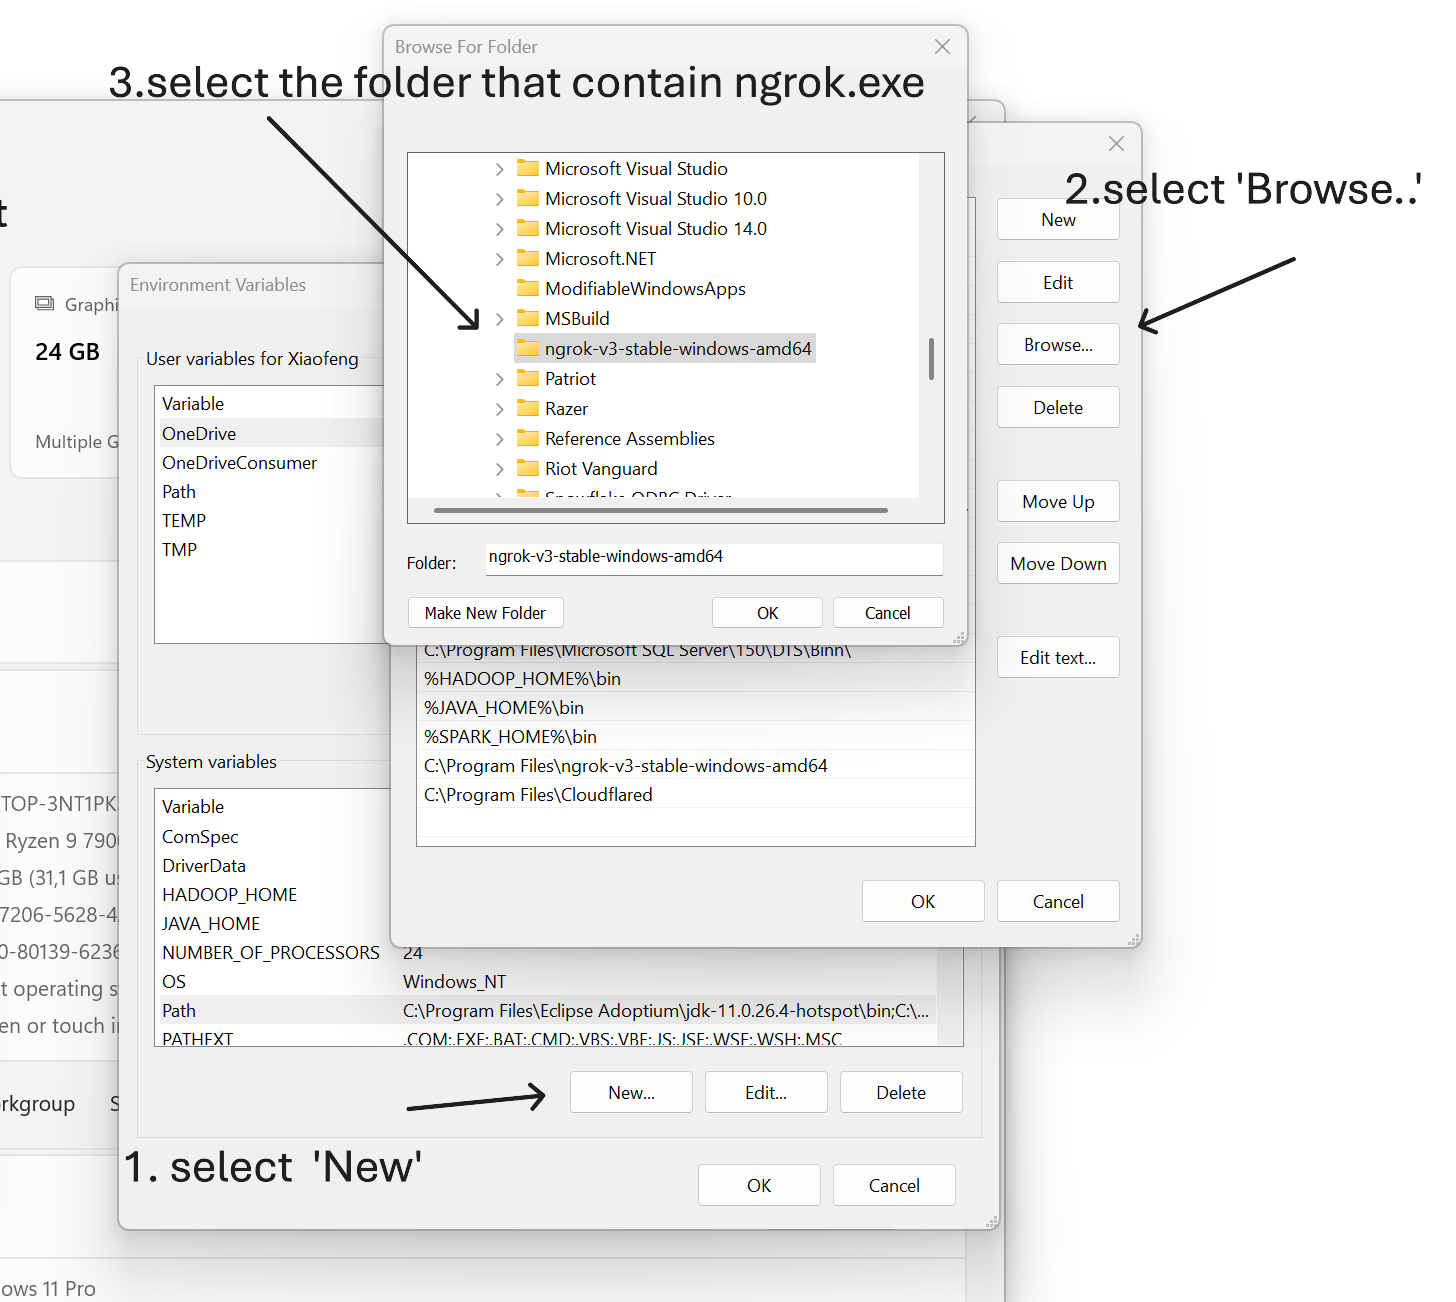 Browse For Folder
3.select the folder that contain ngrok.exe
Microsoft Visual Studio
Microsoft Visual Studio 10.0
Microsoft Visual Studio 14.0
Microsoft.NET
ModifiableWindowsApps
MSBuild
ngrok-v3-stable-windows-amd64
Patriot
Razer
Reference Assemblies
Riot Vanguard
Snowflake ODBC Driver
Folder:
ngrok-v3-stable-windows-amd64
Make New Folder
OK
Cancel
2.select 'Browse..'
New
Edit
Browse...
Delete
Move Up
Move Down
Edit text...
C:\Program Files\Microsoft SQL Server\150\DTS\Binn\
%HADOOP_HOME%\bin
%JAVA_HOME%\bin
%SPARK_HOME%\bin
C:\Program Files\ngrok-v3-stable-windows-amd64
C:\Program Files\Cloudflared
OK
Cancel
t
Graphi
24 GB
Multiple G
Environment Variables
User variables for Xiaofeng
Variable
OneDrive
OneDriveConsumer
Path
TEMP
TMP
System variables
Variable
ComSpec
DriverData
HADOOP_HOME
JAVA_HOME
NUMBER_OF_PROCESSORS 24
OS Windows_NT
Path C:\Program Files\Eclipse Adoptium\jdk-11.0.26.4-hotspot\bin;C:\...
PATHEXT .COM;.EXE;.BAT;.CMD;.VBS;.VBE;.JS;.JSE;.WSF;.WSH;.MSC
New...
Edit...
Delete
1. select 'New'
OK
Cancel
TOP-3NT1PK
Ryzen 9 790
GB (31,1 GB u
7206-5628-4
0-80139-6236
t operating s
en or touch i
rkgroup
S
ows 11 Pro